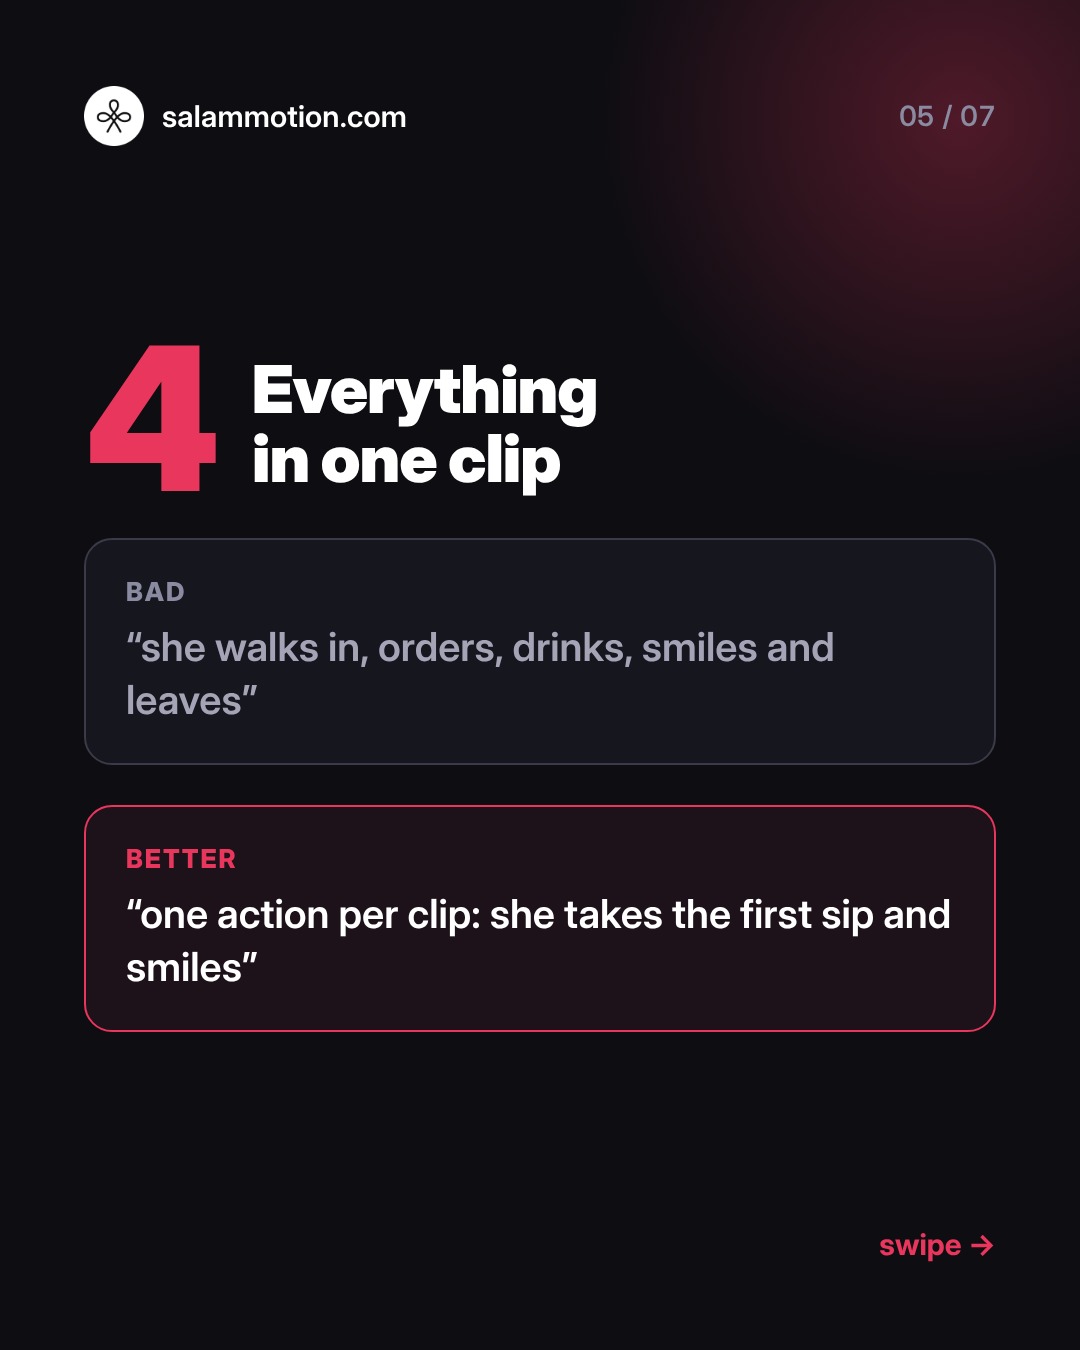 salammotion.com
05 / 07
4
Everything
in one clip
BAD
“she walks in, orders, drinks, smiles and
leaves”
BETTER
“one action per clip: she takes the first sip and
smiles”
swipe →